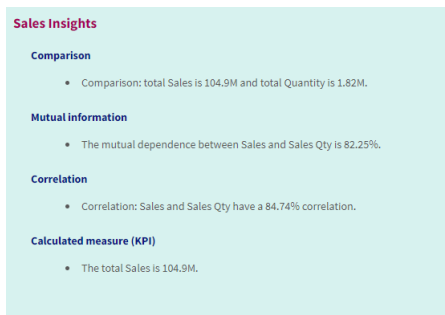 Sales Insights
Comparison
• Comparison: total Sales is 104.9M and total Quantity is 1.82M.
Mutual information
• The mutual dependence between Sales and Sales Qty is 82.25%.
Correlation
• Correlation: Sales and Sales Qty have a 84.74% correlation.
Calculated measure (KPI)
• The total Sales is 104.9M.